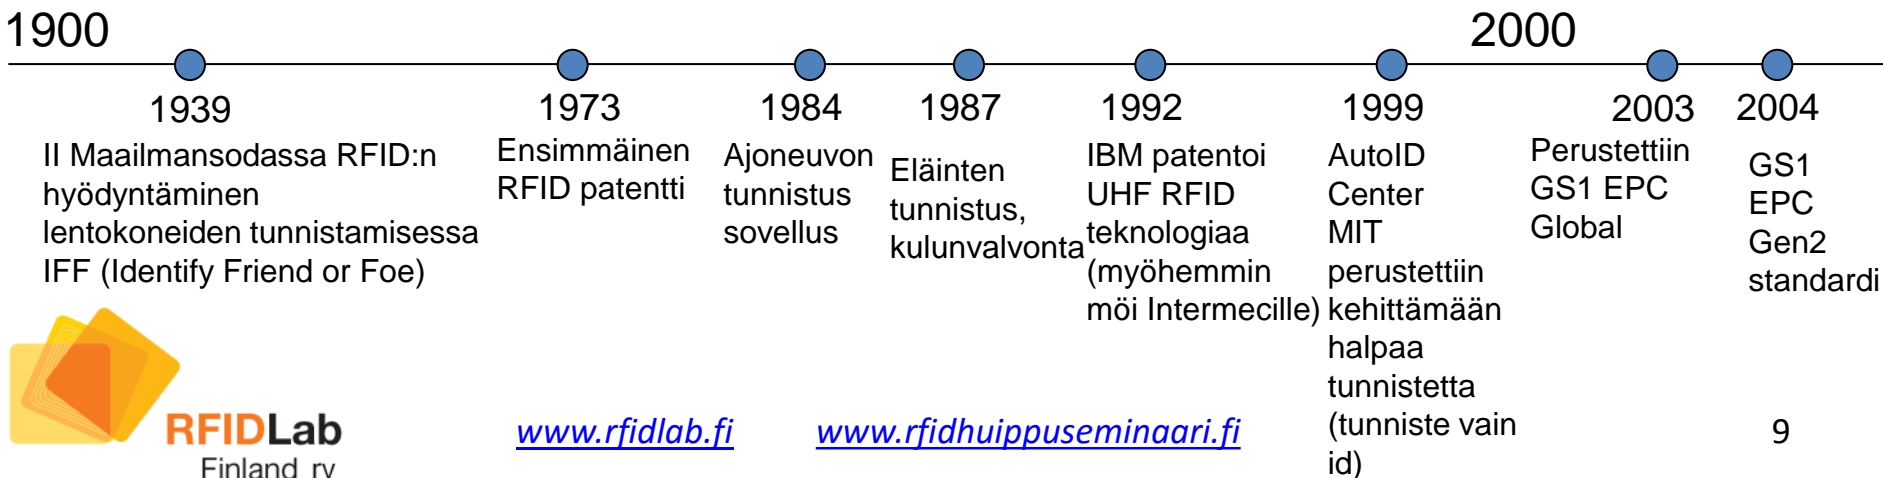 1900
2000
1939
II Maailmansodassa RFID:n
hyödyntäminen
lentokoneiden tunnistamisessa
IFF (Identify Friend or Foe)
1973
Ensimmäinen
RFID patentti
1984
Ajoneuvon
tunnistus
sovellus
1987
Eläinten
tunnistus,
kulunvalvonta
1992
IBM patentoi
UHF RFID
teknologiaa
(myöhemmin
möi Intermecille)
1999
AutoID
Center
MIT
perustettiin
kehittämään
halpaa
tunnistetta
(tunniste vain
id)
2003
Perustettiin
GS1 EPC
Global
2004
GS1
EPC
Gen2
standardi
RFIDLab
Finland ry
www.rfidlab.fi
www.rfidhuippuseminaari.fi
9